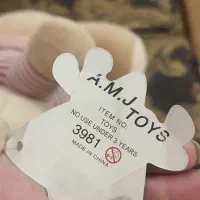 A.M.J TOYS
ITEM NO:
TOYS
NO USE UNDER 3 YEARS
3981
MADE IN CHINA